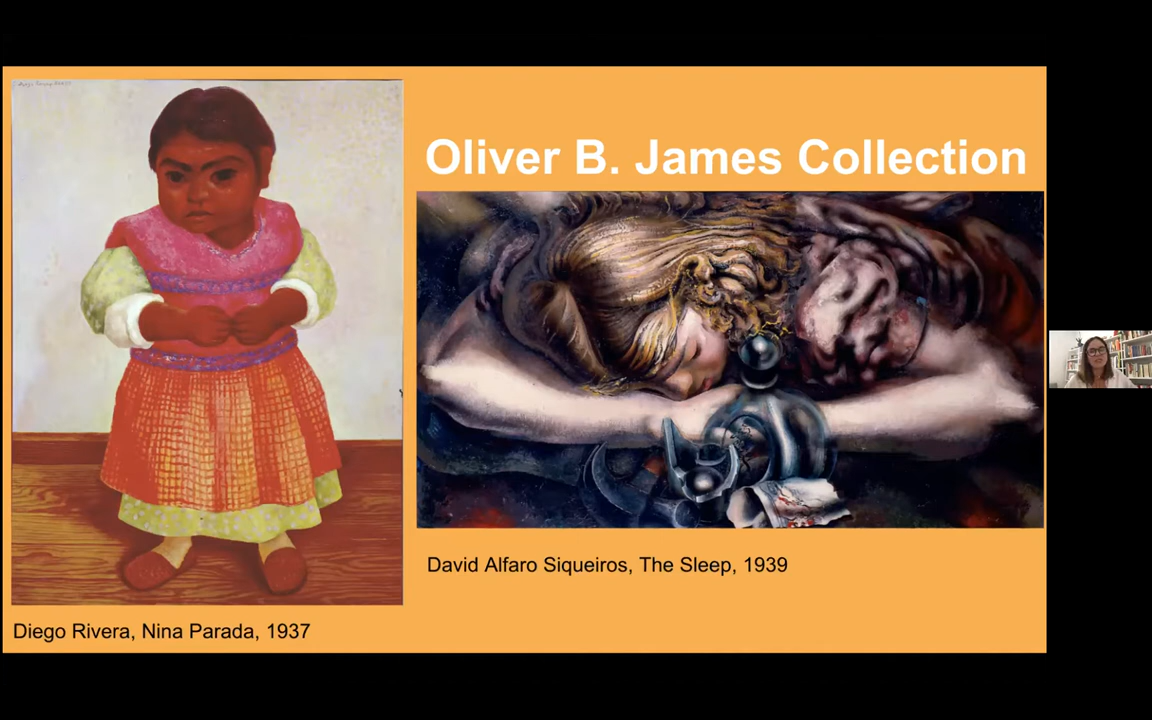 Oliver B. James Collection
David Alfaro Siqueiros, The Sleep, 1939
Diego Rivera, Nina Parada, 1937